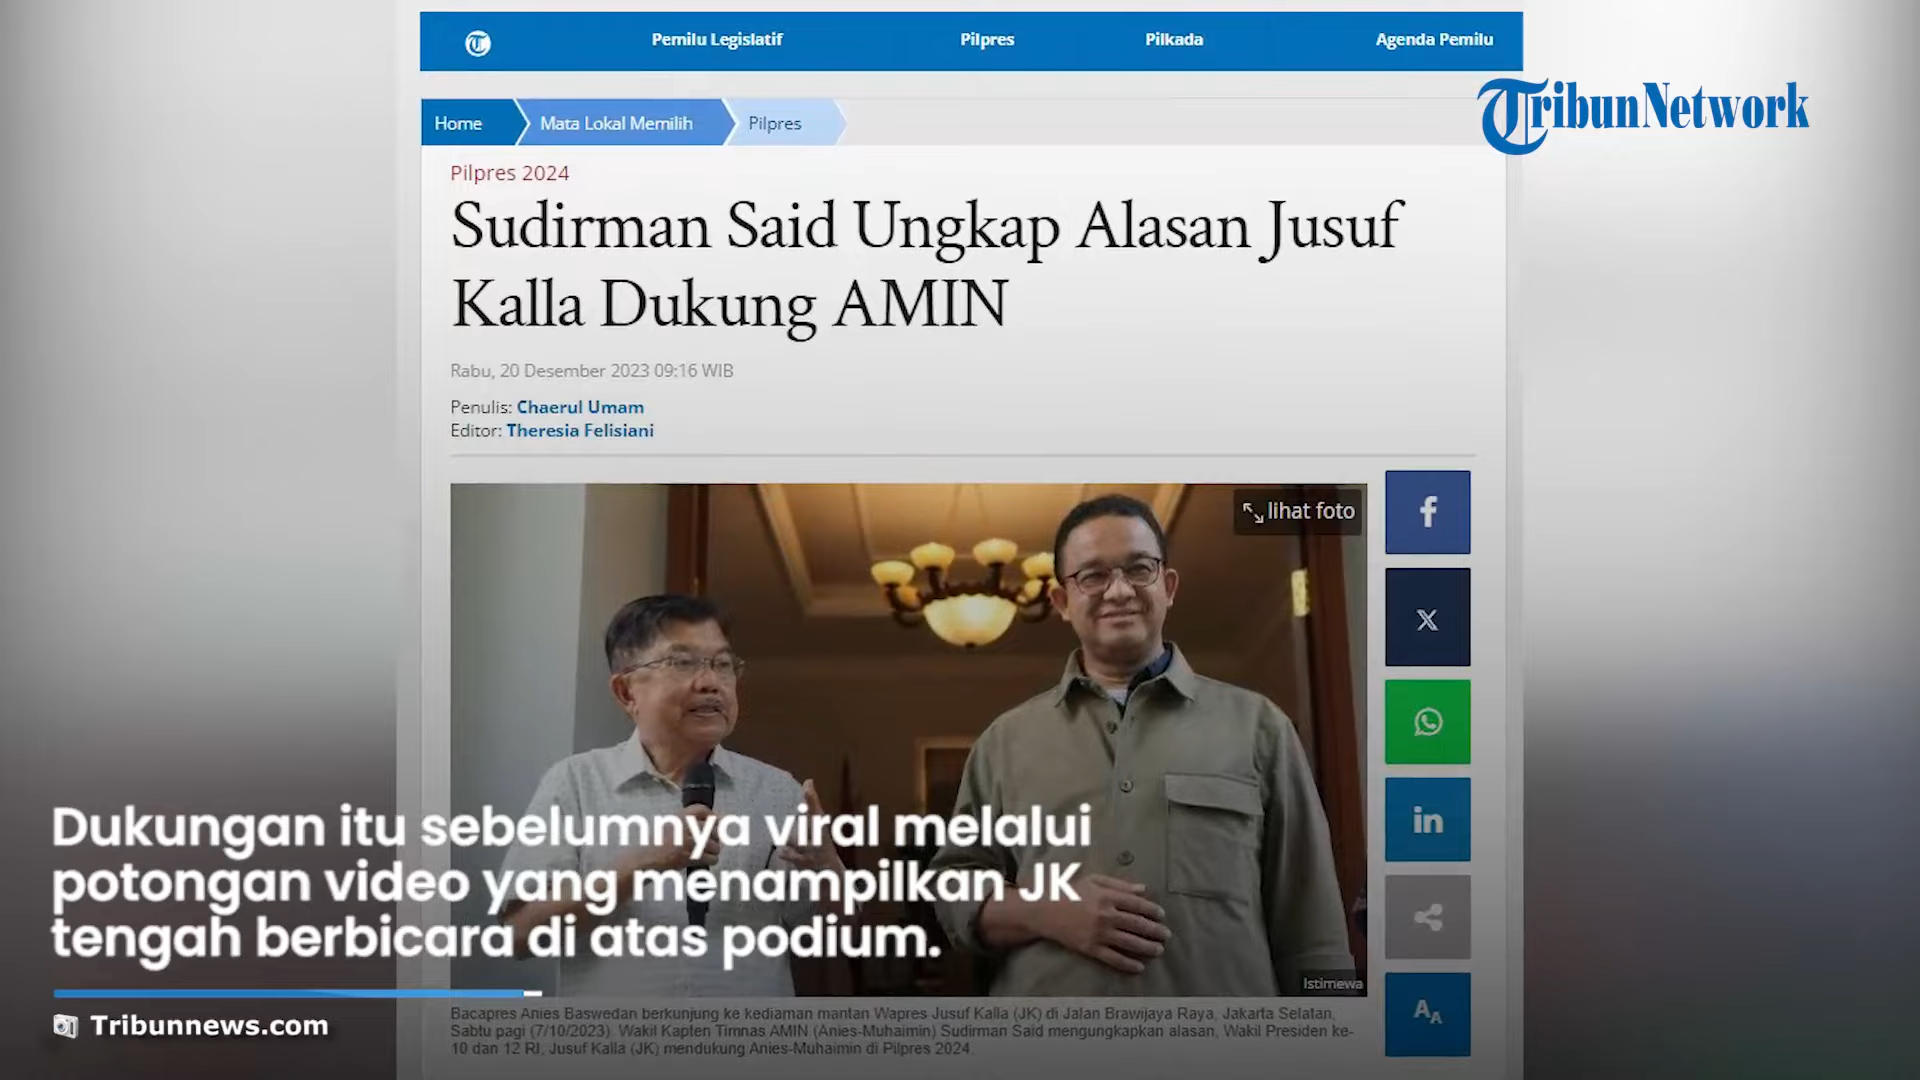 Pemilu Legislatif
Pilpres
Pilkada
Agenda Pemilu
TribunNetwork
Home
Mata Lokal Memilih
Pilpres
Pilpres 2024
Sudirman Said Ungkap Alasan Jusuf
Kalla Dukung AMIN
Rabu, 20 Desember 2023 09:16 WIB
Penulis: Chaerul Umam
Editor: Theresia Felisiani
lihat foto
Dukungan itu sebelumnya viral melalui
potongan video yang menampilkan JK
tengah berbicara di atas podium.
Istimewa
Tribunnews.com
Bacapres Anies Baswedan berkunjung ke kediaman mantan Wapres Jusuf Kalla (JK) di Jalan Brawijaya Raya, Jakarta Selatan,
Sabtu pagi (7/10/2023). Wakil Kapten Timnas AMIN (Anies-Muhaimin) Sudirman Said mengungkapkan alasan, Wakil Presiden ke-
10 dan 12 RI, Jusuf Kalla (JK) mendukung Anies-Muhaimin di Pilpres 2024.
AA